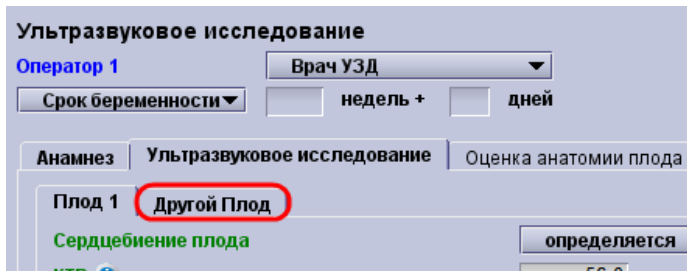 Ультразвуковое исследование
Оператор 1 Врач УЗД
Срок беременности недель + дней
Анамнез Ультразвуковое исследование Оценка анатомии плода
Плод 1 Другой Плод
Сердцебиение плода определяется